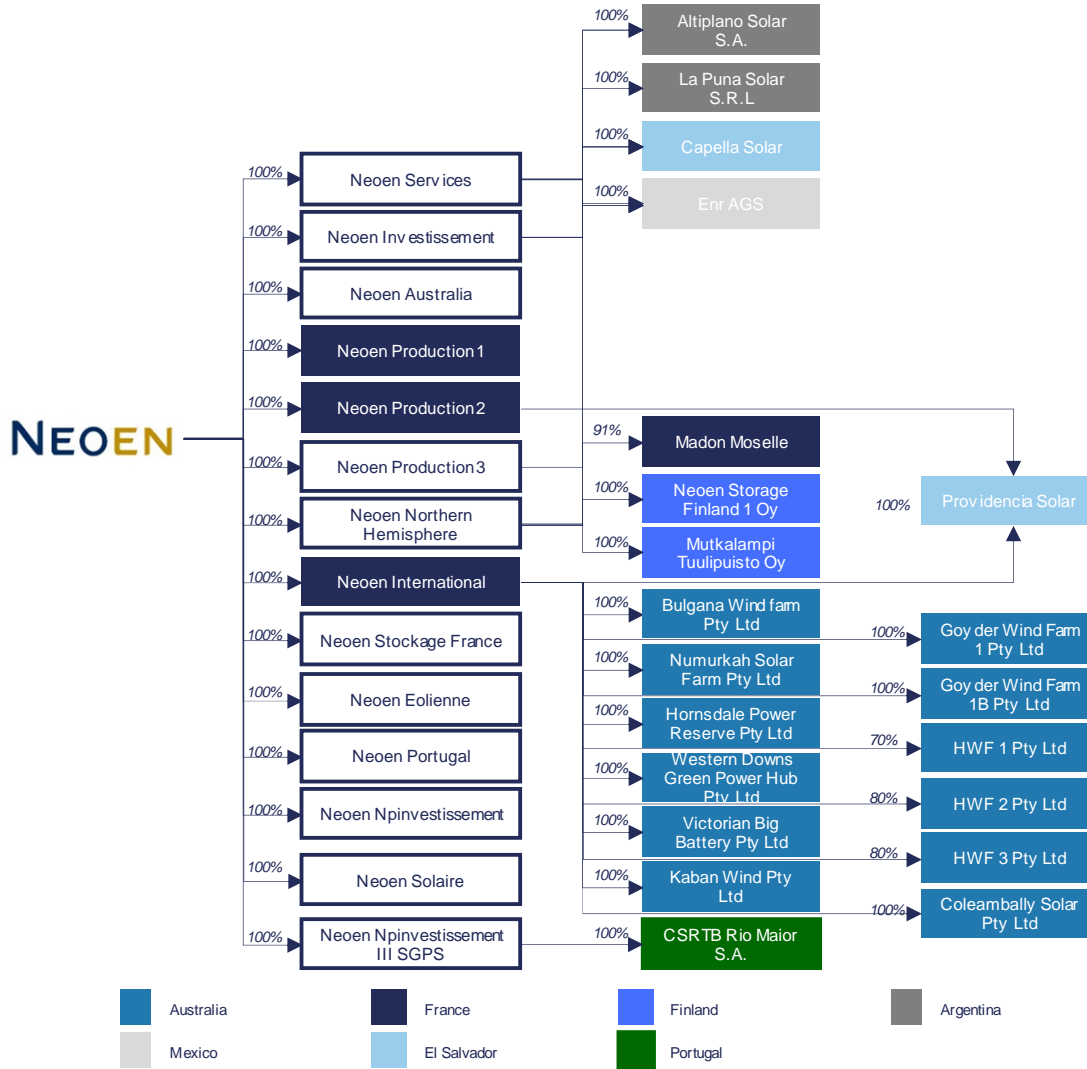 NEOEN
100%
Neoen Services
100%
Neoen Investissement
100%
Neoen Australia
100%
Neoen Production 1
100%
Neoen Production 2
100%
Neoen Production 3
100%
Neoen Northern
Hemisphere
100%
Neoen International
100%
Neoen Stockage France
100%
Neoen Eolienne
100%
Neoen Portugal
100%
Neoen Npinvestissement
100%
Neoen Solaire
100%
Neoen Npinvestissement
III SGPS
100%
Altiplano Solar
S.A.
100%
La Puna Solar
S.R.L
100%
Capella Solar
100%
Enr AGS
91%
Madon Moselle
100%
Neoen Storage
Finland 1 Oy
100%
Mutkalampi
Tuulipuisto Oy
100%
Bulgana Wind farm
Pty Ltd
100%
Numurkah Solar
Farm Pty Ltd
100%
Hornsdale Power
Reserve Pty Ltd
100%
Western Downs
Green Power Hub
Pty Ltd
100%
Victorian Big
Battery Pty Ltd
100%
Kaban Wind Pty
Ltd
100%
CSRTB Rio Maior
S.A.
100%
Providencia Solar
100%
Goyder Wind Farm
1 Pty Ltd
100%
Goyder Wind Farm
1B Pty Ltd
70%
HWF 1 Pty Ltd
80%
HWF 2 Pty Ltd
80%
HWF 3 Pty Ltd
100%
Coleambally Solar
Pty Ltd
Australia
France
Finland
Argentina
Mexico
El Salvador
Portugal